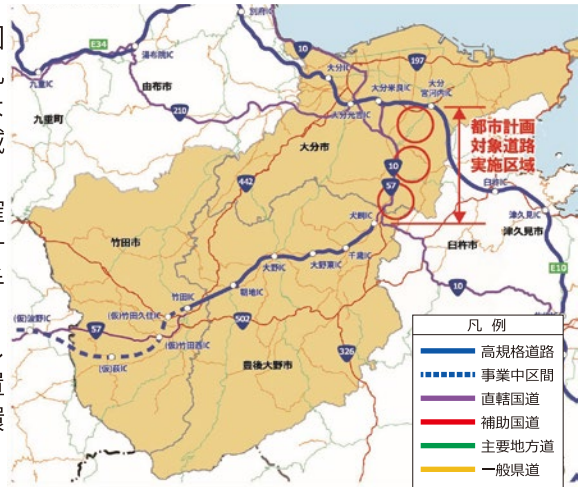 別府IC
E34
湯布院IC
九重IC
由布市
九重町
210
10
大分IC
197
大分光吉IC
大分米良IC
大分
宮河内IC
大分市
都市計画
対象道路
実施区域
10
57
442
臼杵IC
津久見IC
津久見市
臼杵市
E10
犬飼IC
千歳IC
大野東IC
大野IC
朝地IC
竹田市
竹田IC
(仮)竹田久住IC
(仮)波野IC
57
(仮)竹田西IC
(仮)荻IC
502
豊後大野市
326
10
凡 例
高規格道路
事業中区間
直轄国道
補助国道
主要地方道
一般県道